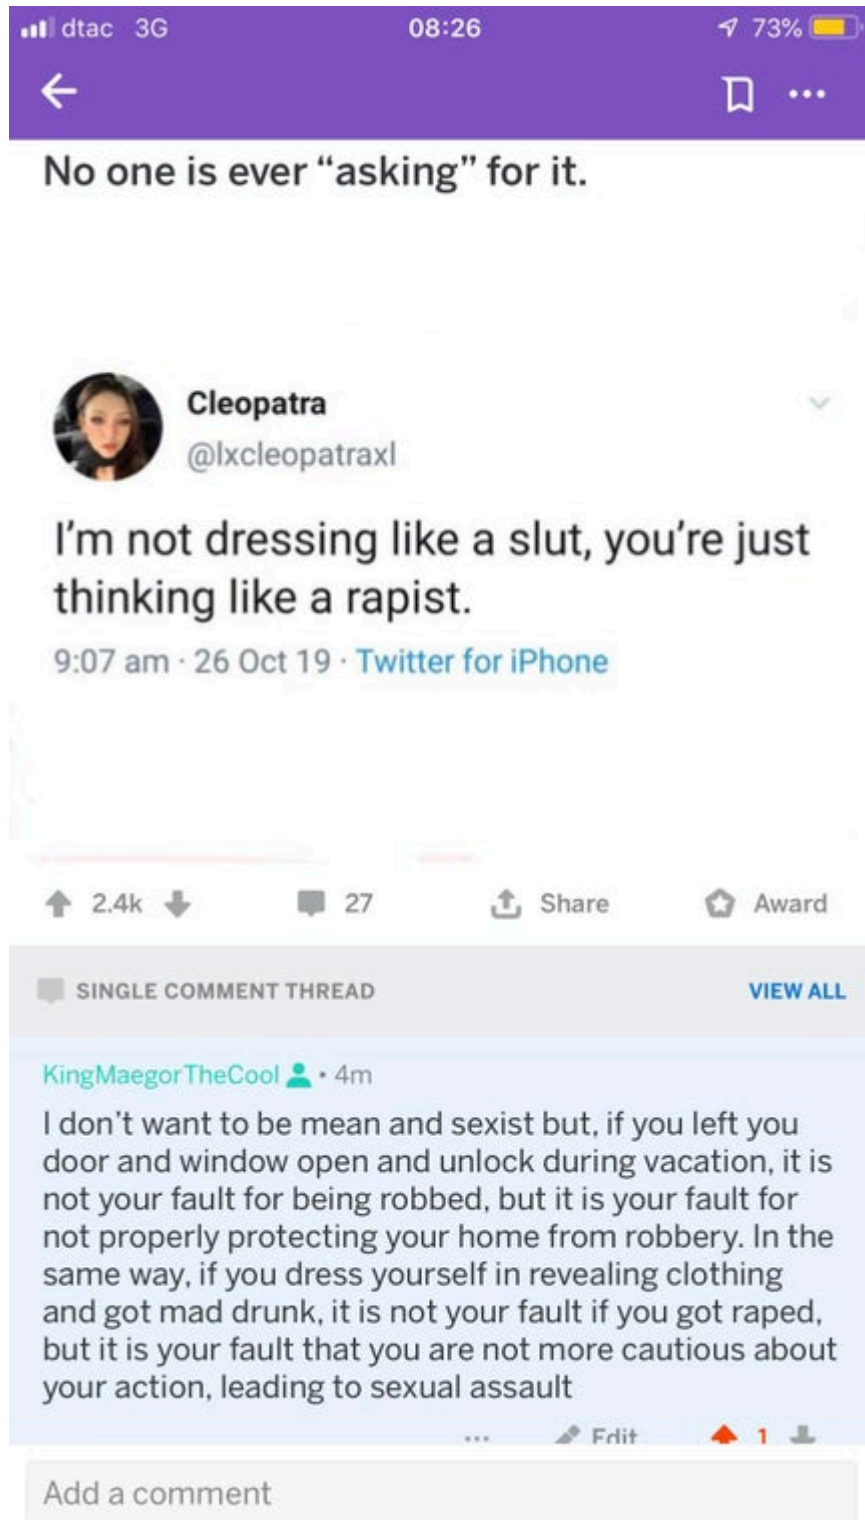 dtac 3G 08:26 73%
No one is ever “asking” for it.
Cleopatra
@lxcleopatraxl
I’m not dressing like a slut, you’re just
thinking like a rapist.
9:07 am · 26 Oct 19 · Twitter for iPhone
2.4k 27 Share Award
SINGLE COMMENT THREAD VIEW ALL
KingMaegorTheCool • 4m
I don’t want to be mean and sexist but, if you left you
door and window open and unlock during vacation, it is
not your fault for being robbed, but it is your fault for
not properly protecting your home from robbery. In the
same way, if you dress yourself in revealing clothing
and got mad drunk, it is not your fault if you got raped,
but it is your fault that you are not more cautious about
your action, leading to sexual assault
... Edit 1
Add a comment